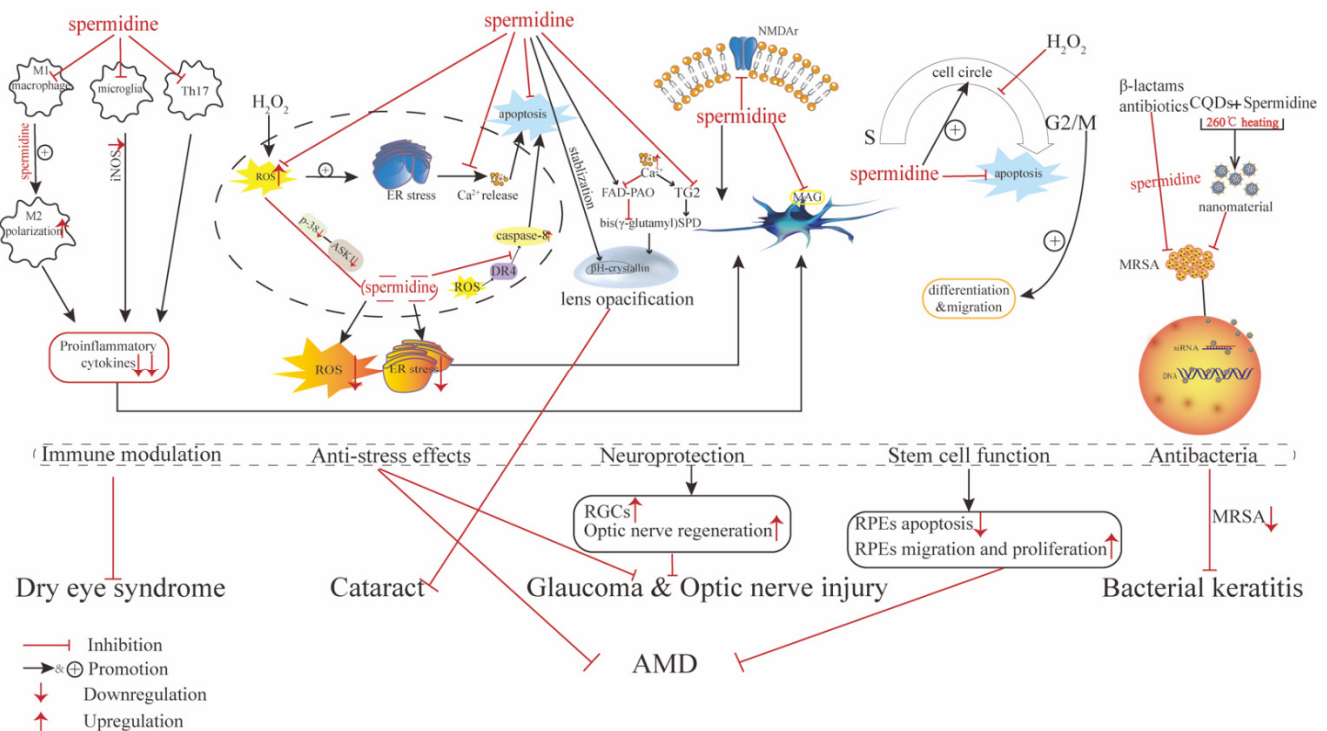 spermidine
M1
macrophage
microglia
Th17
spermidine
+
iNOS
M2
polarization
Proinflammatory
cytokines
spermidine
H₂O₂
ROS
+
ER stress
Ca²⁺ release
apoptosis
p-38
ASK1
(spermidine)
caspase-8
DR4
ROS
ROS
ER stress
stablization
Ca²⁺
FAD-PAO
TG2
bis(γ-glutamyl)SPD
βH-crystallin
lens opacification
NMDAr
spermidine
MAG
H₂O₂
cell circle
S
G2/M
+
spermidine
apoptosis
+
differentiation
&migration
β-lactams
antibiotics
CQDs+Spermidine
260℃ heating
spermidine
nanomaterial
MRSA
siRNA
DNA
Immune modulation
Anti-stress effects
Neuroprotection
Stem cell function
Antibacteria
RGCs
Optic nerve regeneration
RPEs apoptosis
RPEs migration and proliferation
MRSA
Dry eye syndrome
Cataract
Glaucoma & Optic nerve injury
Bacterial keratitis
AMD
Inhibition
& + Promotion
Downregulation
Upregulation